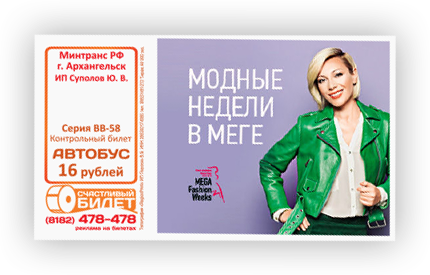 Минтранс РФ
г. Архангельск
ИП Суполов Ю. В.
Серия ВВ-58
Контрольный билет
АВТОБУС
16 рублей
СЧАСТЛИВЫЙ
БИЛЕТ
(8182) 478-478
реклама на билетах
МОДНЫЕ
НЕДЕЛИ
В МЕГЕ
MEGA
Fashion
Weeks